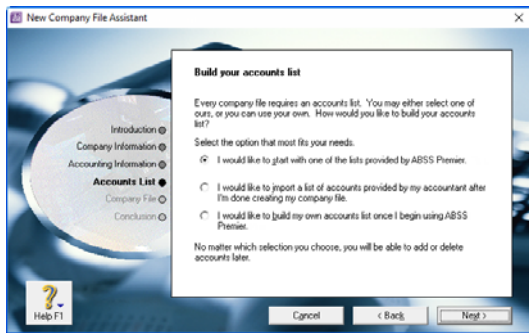 New Company File Assistant
Build your accounts list
Every company file requires an accounts list. You may either select one of
ours, or you can use your own. How would you like to build your accounts
list?
Select the option that most fits your needs.
I would like to start with one of the lists provided by ABSS Premier.
I would like to import a list of accounts provided by my accountant after
I'm done creating my company file.
I would like to build my own accounts list once I begin using ABSS
Premier.
No matter which selection you choose, you will be able to add or delete
accounts later.
Introduction
Company Information
Accounting Information
Accounts List
Company File
Conclusion
Help F1
Cancel
< Back
Next >